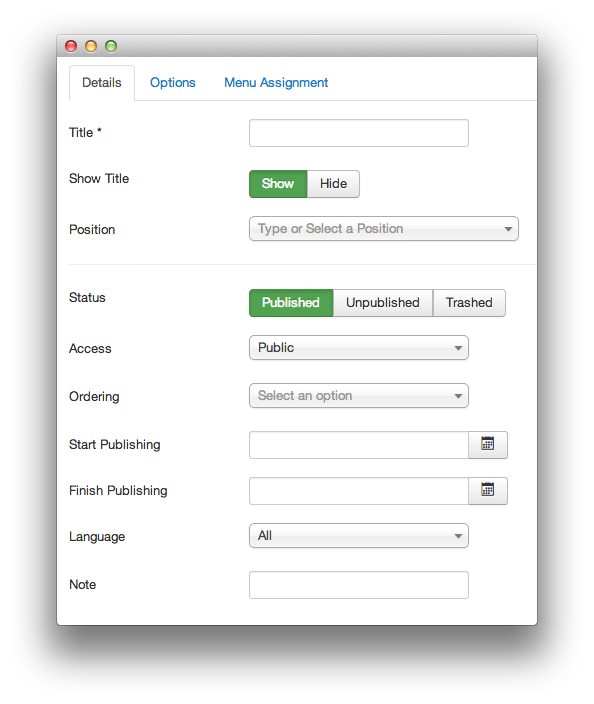 Details Options Menu Assignment
Title *
Show Title Show Hide
Position Type or Select a Position
Status Published Unpublished Trashed
Access Public
Ordering Select an option
Start Publishing
Finish Publishing
Language All
Note